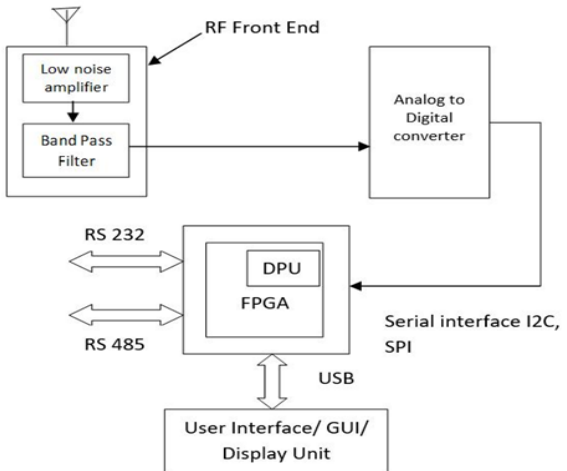 RF Front End
Low noise
amplifier
Band Pass
Filter
Analog to
Digital
converter
RS 232
DPU
FPGA
RS 485
Serial interface I2C,
SPI
USB
User Interface/ GUI/
Display Unit